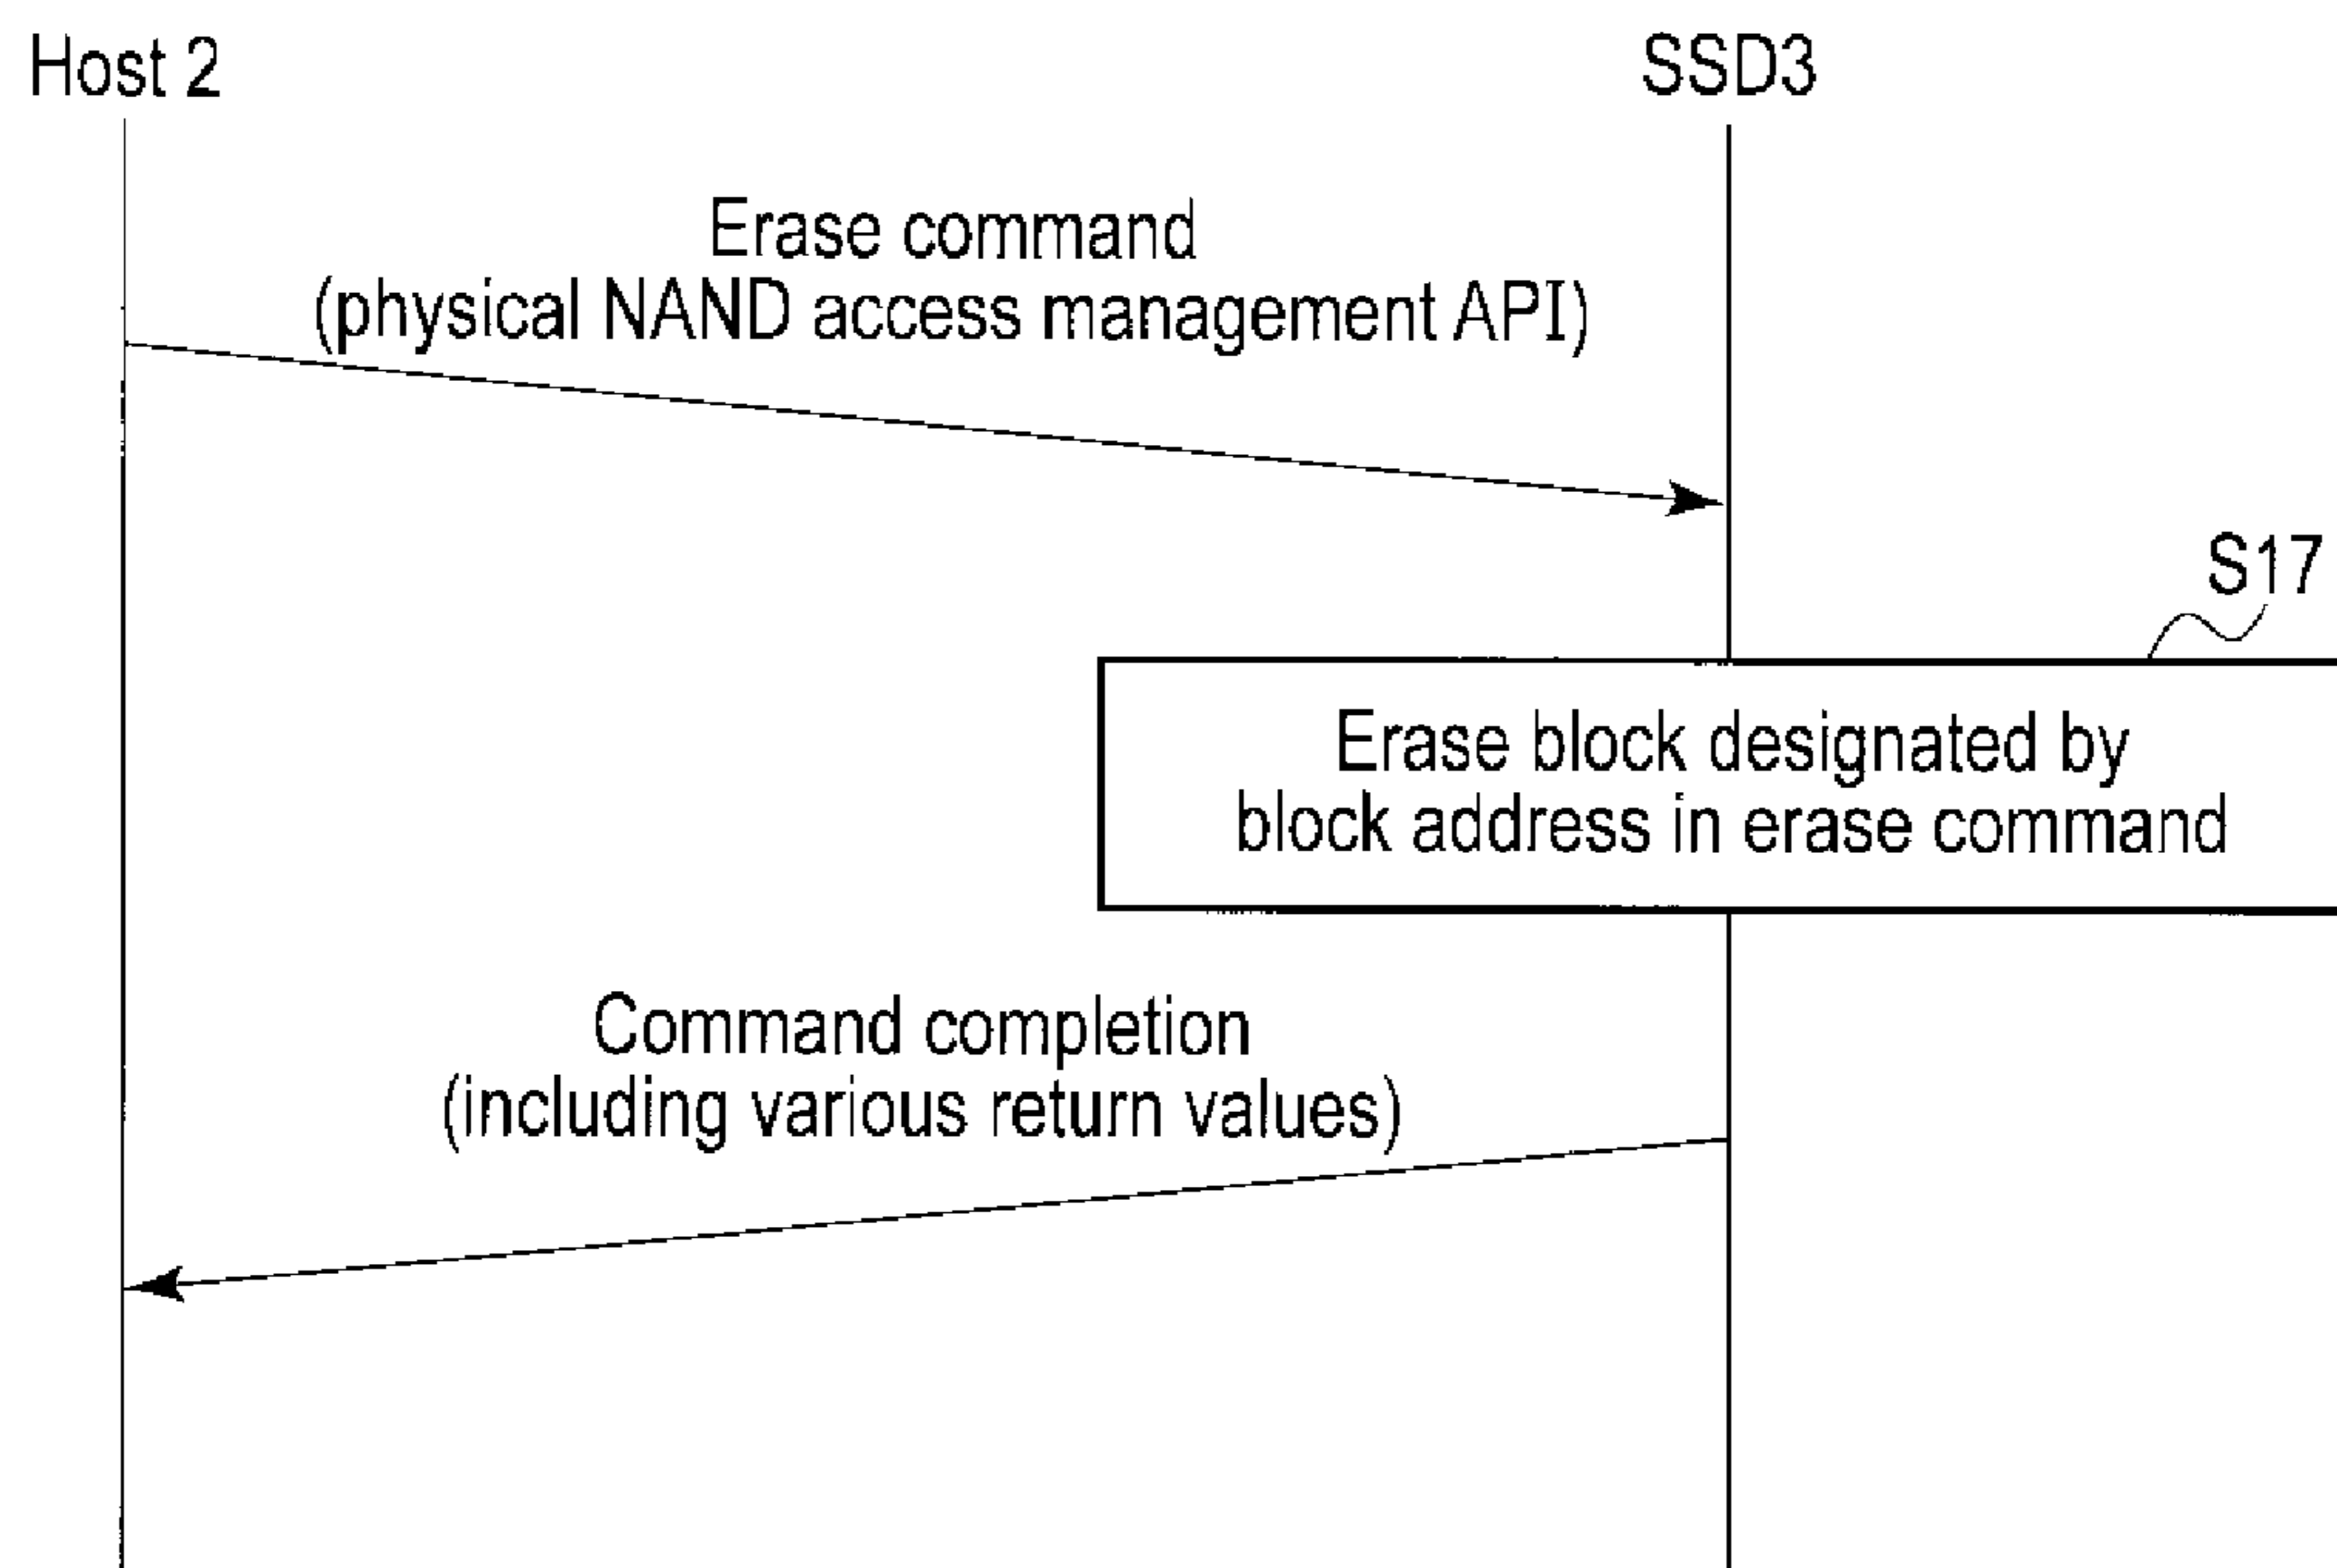 Host 2
SSD3
Erase command
(physical NAND access management API)
S17
Erase block designated by
block address in erase command
Command completion
(including various return values)